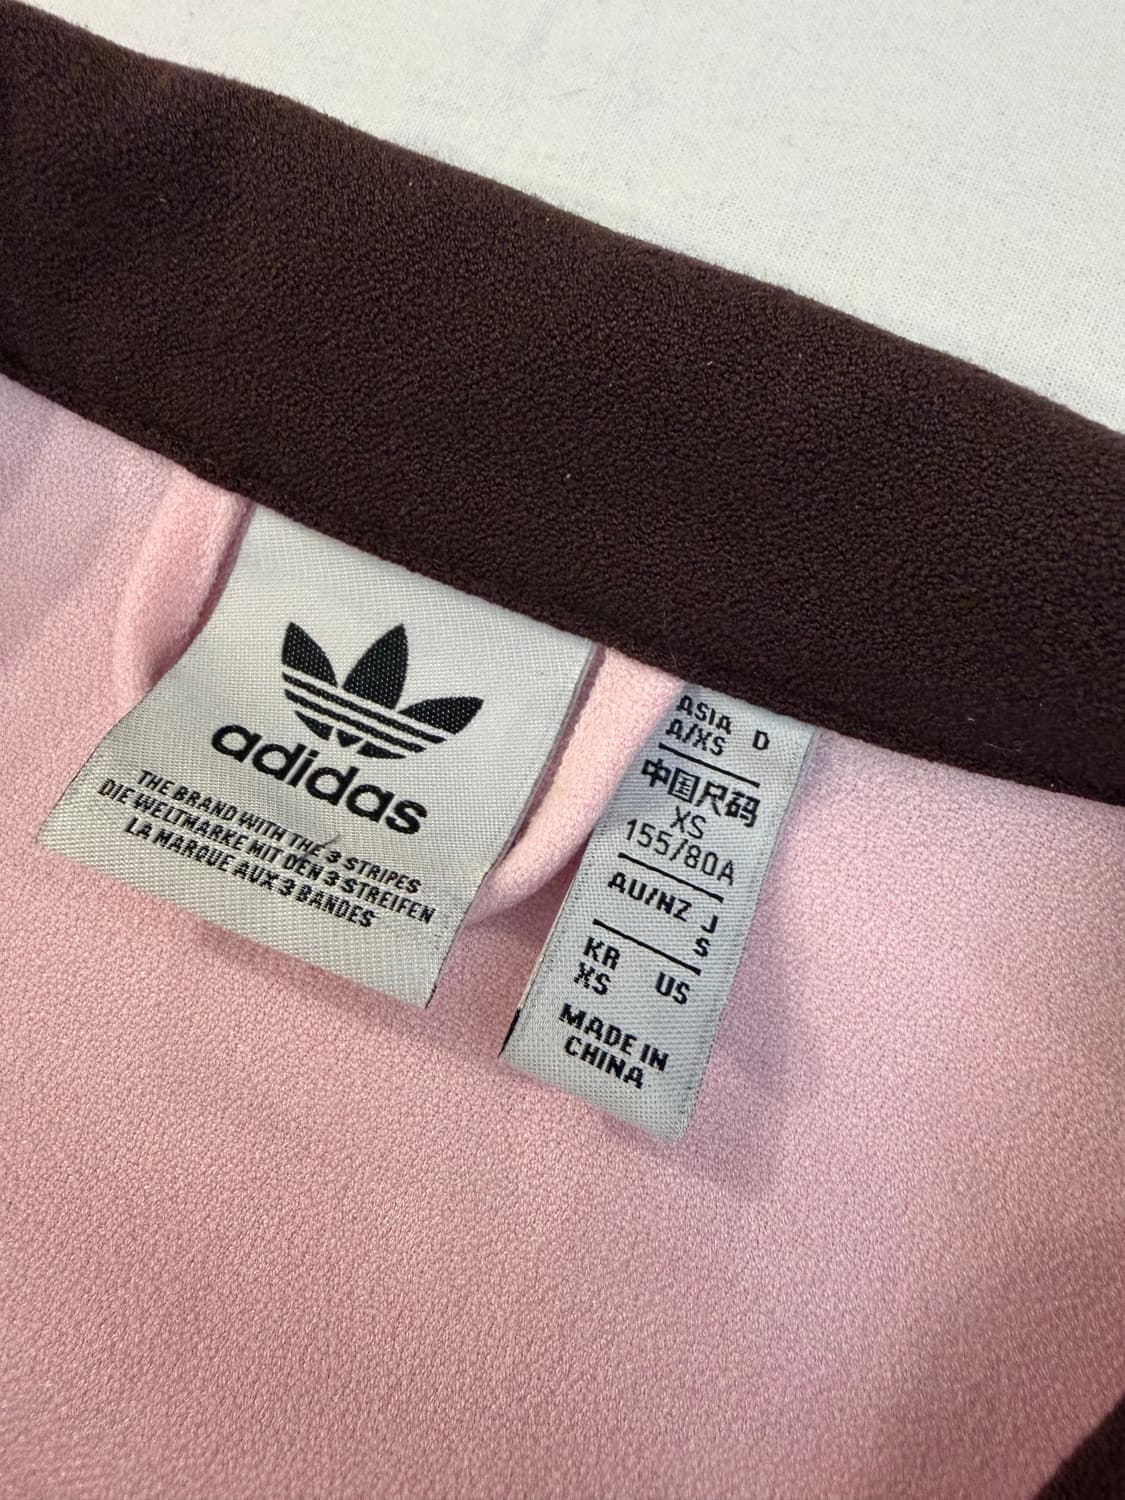 adidas
THE BRAND WITH THE 3 STRIPES
DIE WELTMARKE MIT DEN 3 STREIFEN
LA MARQUE AUX 3 BANDES
ASIA D
A/XS
中国尺码
XS
155/80A
AU/NZ J
S
KR US
XS
MADE IN
CHINA